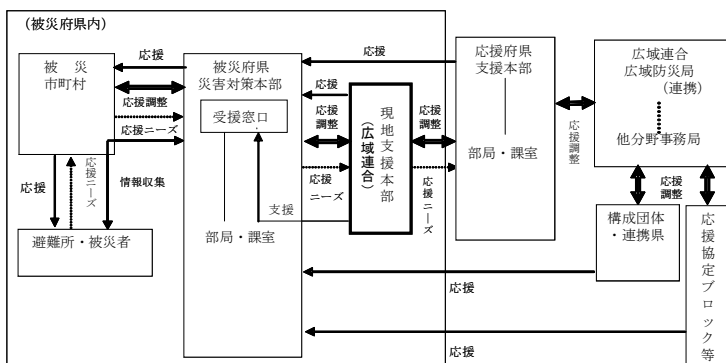 （被災府県内）
被　災
市町村
応援
応援調整
応援ニーズ
応援
応援ニーズ
情報収集
避難所・被災者
被災府県
災害対策本部
受援窓口
部局・課室
応援
応援
応援
調整
応援
ニーズ
支援
現地支援本部
（広域連合）
応援
調整
応援
ニーズ
応援府県
支援本部
部局・課室
応援調整
広域連合
広域防災局
（連携）
他分野事務局
応援
調整
構成団体
・連携県
応援協定ブロック等
応援
応援